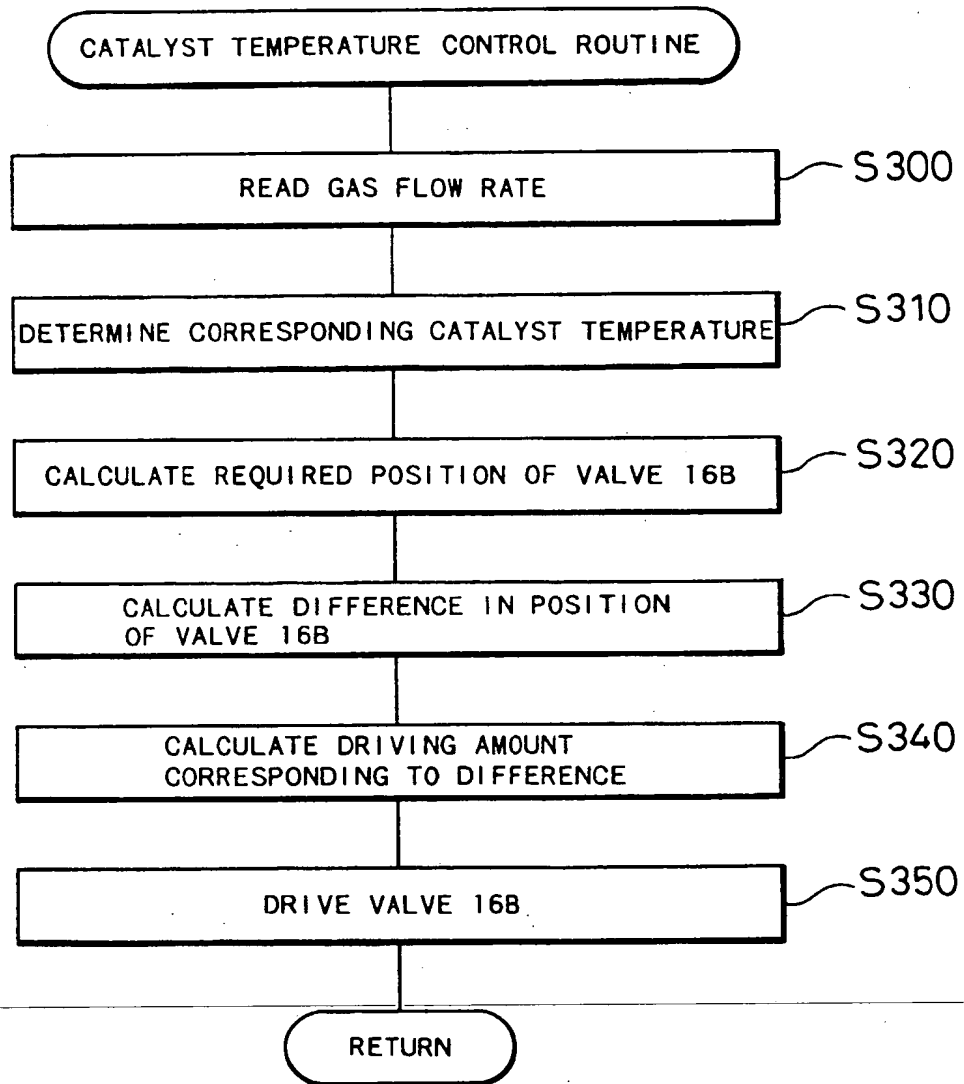 CATALYST TEMPERATURE CONTROL ROUTINE
READ GAS FLOW RATE
S300
DETERMINE CORRESPONDING CATALYST TEMPERATURE
S310
CALCULATE REQUIRED POSITION OF VALVE 16B
S320
CALCULATE DIFFERENCE IN POSITION
OF VALVE 16B
S330
CALCULATE DRIVING AMOUNT
CORRESPONDING TO DIFFERENCE
S340
DRIVE VALVE 16B
S350
RETURN